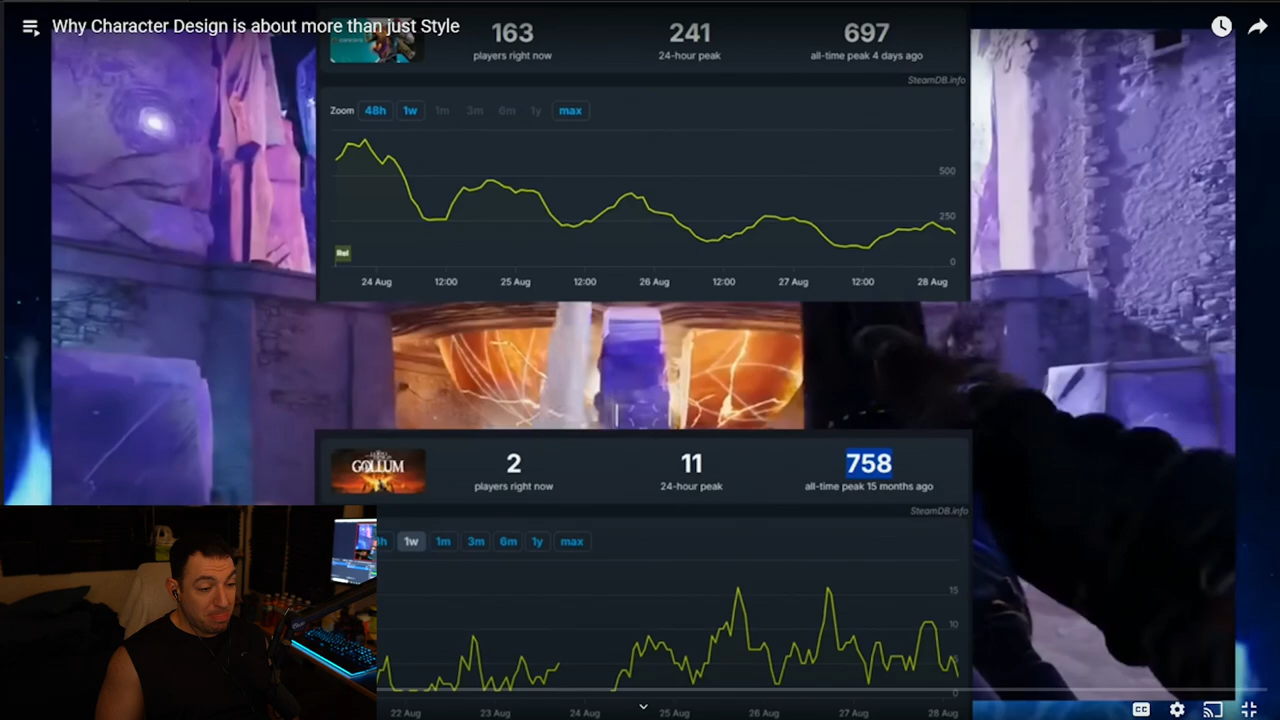 Why Character Design is about more than just Style
163 241 697
players right now 24-hour peak all-time peak 4 days ago
SteamDB.info
Zoom 48h 1w 1m 3m 6m 1y max
500
250
Rel
0
24 Aug 12:00 25 Aug 12:00 26 Aug 12:00 27 Aug 12:00 28 Aug
GOLLUM
2 11 758
players right now 24-hour peak all-time peak 15 months ago
SteamDB.info
h 1w 1m 3m 6m 1y max
15
10
5
0
22 Aug 23 Aug 24 Aug 25 Aug 26 Aug 27 Aug 28 Aug
CC